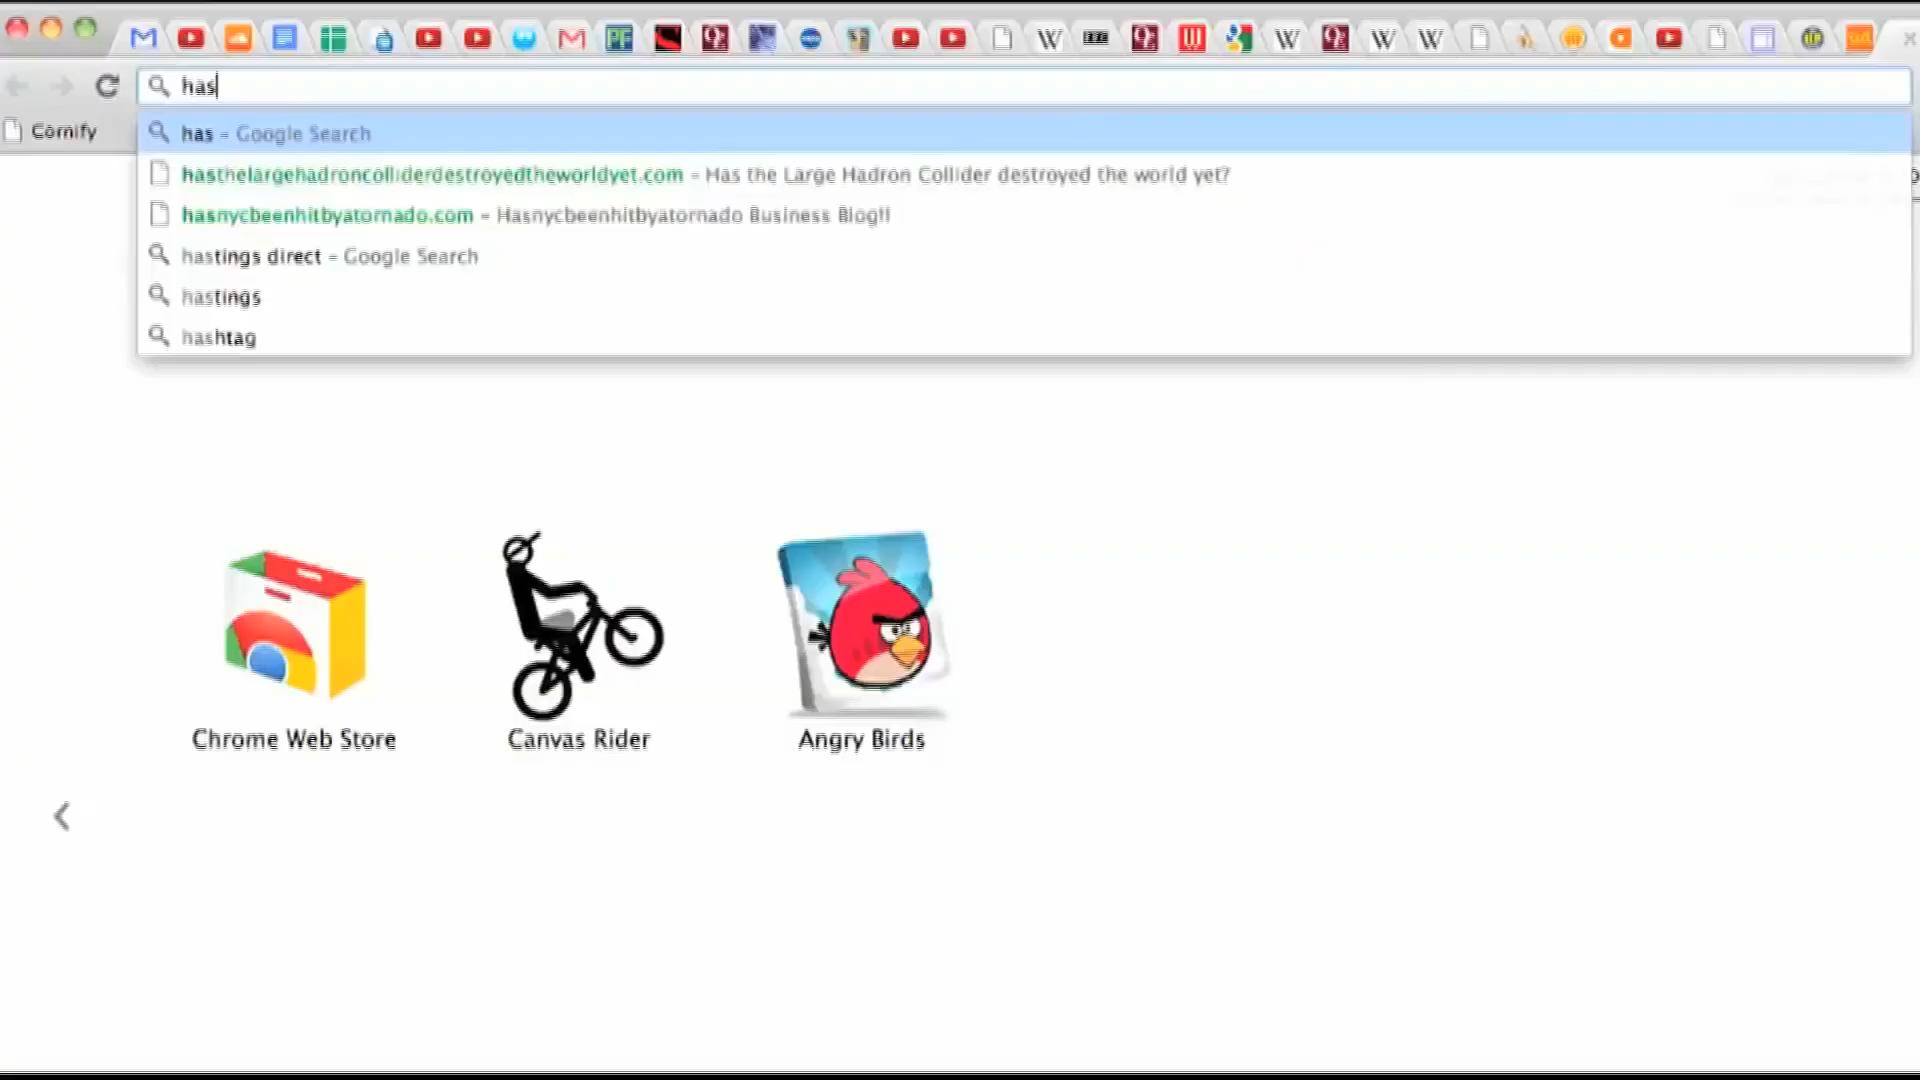 has
Cornify
has - Google Search
hasthelargehadroncolliderdestroyedtheworldyet.com - Has the Large Hadron Collider destroyed the world yet?
hasnycbeenhitbyatornado.com - Hasnycbeenhitbyatornado Business Blog!!
hastings direct - Google Search
hastings
hashtag
Chrome Web Store
Canvas Rider
Angry Birds